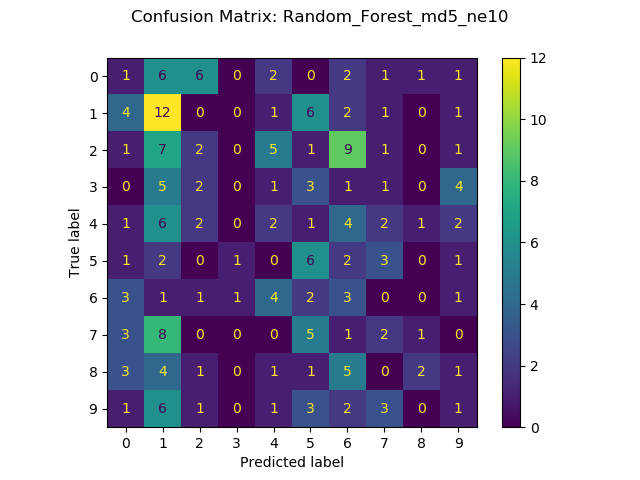 Confusion Matrix: Random_Forest_md5_ne10
12
0 1 6 6 0 2 0 2 1 1 1
1 4 12 0 0 1 6 2 1 0 1
10
2 1 7 2 0 5 1 9 1 0 1
8
3 0 5 2 0 1 3 1 1 0 4
True label
4 1 6 2 0 2 1 4 2 1 2
6
5 1 2 0 1 0 6 2 3 0 1
4
6 3 1 1 1 4 2 3 0 0 1
7 3 8 0 0 0 5 1 2 1 0
2
8 3 4 1 0 1 1 5 0 2 1
9 1 6 1 0 1 3 2 3 0 1
0
0 1 2 3 4 5 6 7 8 9
Predicted label